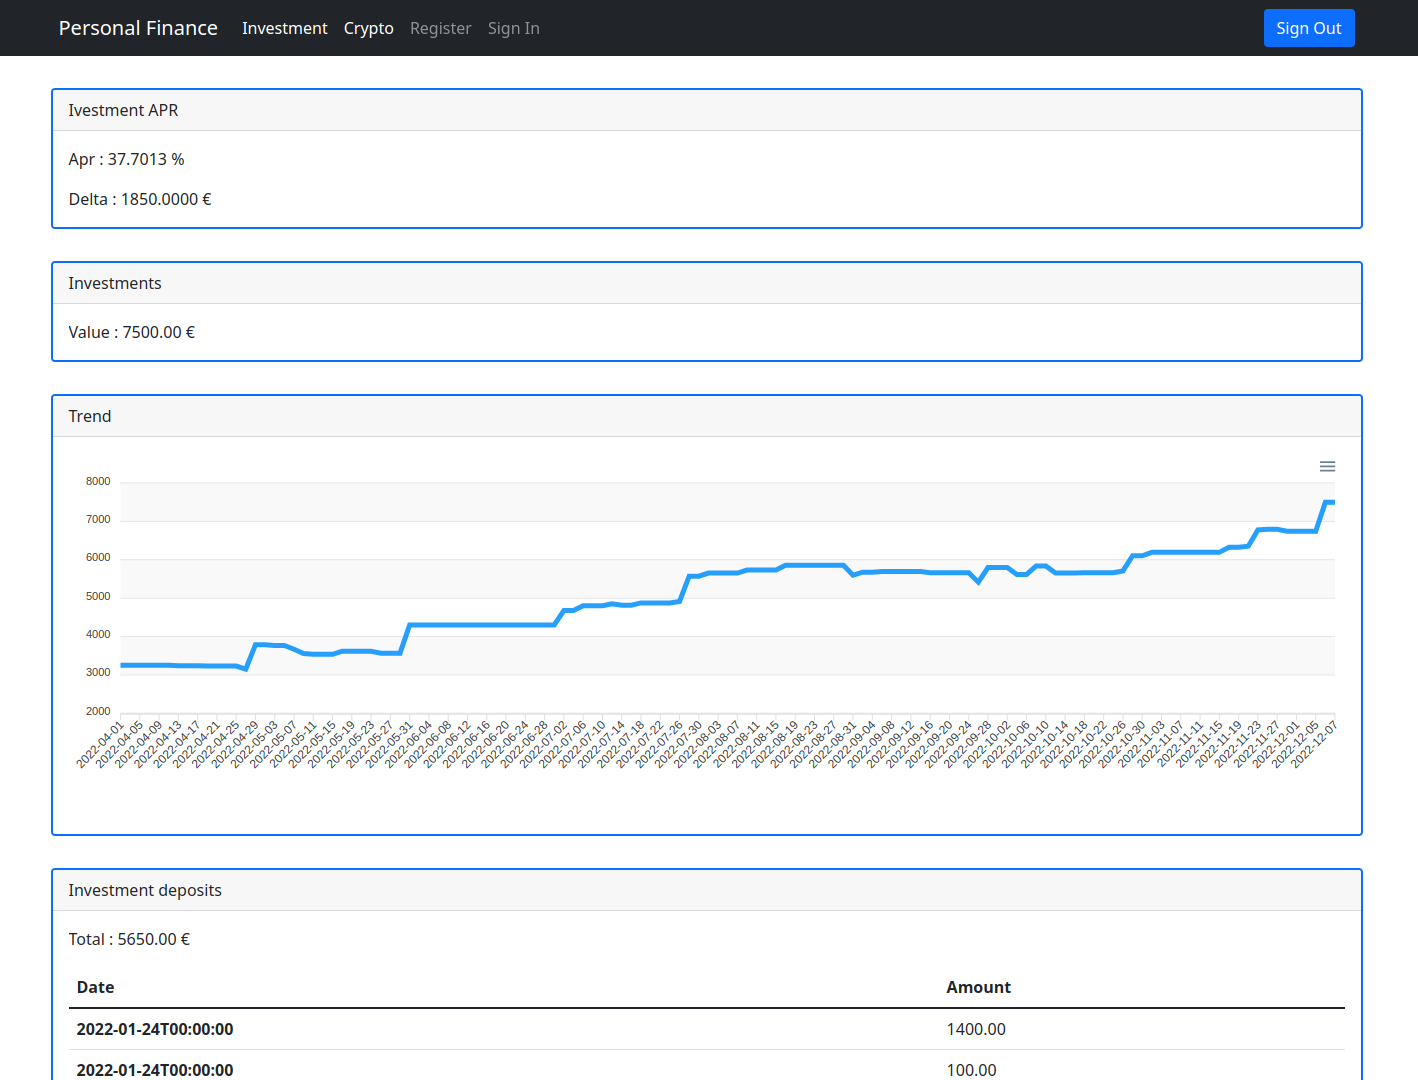 Personal Finance Investment Crypto Register Sign In Sign Out
Ivestment APR
Apr : 37.7013 %
Delta : 1850.0000 €
Investments
Value : 7500.00 €
Trend
8000
7000
6000
5000
4000
3000
2000
2022-04-01 2022-04-05 2022-04-09 2022-04-13 2022-04-17 2022-04-21 2022-04-25 2022-04-29 2022-05-03 2022-05-07 2022-05-11 2022-05-15 2022-05-19 2022-05-23 2022-05-27 2022-05-31 2022-06-04 2022-06-08 2022-06-12 2022-06-16 2022-06-20 2022-06-24 2022-06-28 2022-07-02 2022-07-06 2022-07-10 2022-07-14 2022-07-18 2022-07-22 2022-07-26 2022-07-30 2022-08-03 2022-08-07 2022-08-11 2022-08-15 2022-08-19 2022-08-23 2022-08-27 2022-08-31 2022-09-04 2022-09-08 2022-09-12 2022-09-16 2022-09-20 2022-09-24 2022-09-28 2022-10-02 2022-10-06 2022-10-10 2022-10-14 2022-10-18 2022-10-22 2022-10-26 2022-10-30 2022-11-03 2022-11-07 2022-11-11 2022-11-15 2022-11-19 2022-11-23 2022-11-27 2022-12-01 2022-12-05 2022-12-07
Investment deposits
Total : 5650.00 €
Date Amount
2022-01-24T00:00:00 1400.00
2022-01-24T00:00:00 100.00